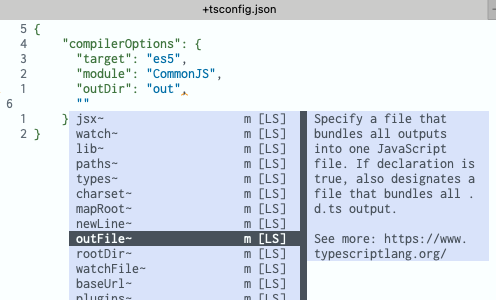 +tsconfig.json
5 {
4 "compilerOptions": {
3 "target": "es5",
2 "module": "CommonJS",
1 "outDir": "out",
6 ""
1 }
2 }
jsx~ m [LS]
watch~ m [LS]
lib~ m [LS]
paths~ m [LS]
types~ m [LS]
charset~ m [LS]
mapRoot~ m [LS]
newLine~ m [LS]
outFile~ m [LS]
rootDir~ m [LS]
watchFile~ m [LS]
baseUrl~ m [LS]
plugins~ m [LS]
Specify a file that
bundles all outputs
into one JavaScript
file. If declaration is
true, also designates a
file that bundles all .
d.ts output.
See more: https://www.
typescriptlang.org/